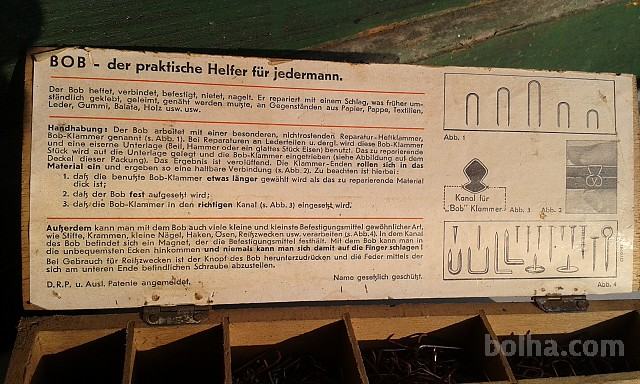 BOB - der praktische Helfer für jedermann.
Der Bob heftet, verbindet, befestigt, nietet, nagelt. Er repariert mit einem Schlag, was früher um-
ständlich geklebt, geleimt, genäht werden mußte, an Gegenständen aus Papier, Pappe, Textilien,
Leder, Gummi, Balata, Holz usw. usw.
Handhabung: Der Bob arbeitet mit einer besonderen, nichtrostenden Reparatur-Heftklammer,
Bob-Klammer genannt (s. Abb. 1). Bei Reparaturen an Lederteilen u. dergl. wird diese Bob-Klammer
und eine eiserne Unterlage (Beil, Hammer oder ein glattes Stück Eisen) benutzt. Das zu reparierende
Stück wird auf die Unterlage gelegt und die Bob-Klammer eingetrieben (siehe Abbildung auf dem
Deckel dieser Packung). Das Ergebnis ist verblüffend. Die Klammer-Enden rollen sich in das
Material ein und ergeben so eine haltbare Verbindung (s. Abb. 2). Zu beachten ist hierbei:
1. daß die benutzte Bob-Klammer etwas länger gewählt wird als das zu reparierende Material
dick ist;
2. daß der Bob fest aufgesetzt wird;
3. daß die Bob-Klammer in den richtigen Kanal (s. Abb. 3) eingesetzt wird.
Außerdem kann man mit dem Bob auch viele kleine und kleinste Befestigungsmittel gewöhnlicher Art,
wie Stifte, Krammen, kleine Nägel, Haken, Ösen, Reißzwecken usw. verarbeiten (s. Abb. 4). In dem Kanal
des Bob befindet sich ein Magnet, der die Befestigungsmittel festhält. Mit dem Bob kann man in
die unbequemsten Ecken hinkommen und niemals kann man sich damit auf die Finger schlagen!
Bei Gebrauch für Reißzwecken ist der Knopf des Bob herunterzudrücken und die Feder mittels der
sich am unteren Ende befindlichen Schraube abzustellen.
Name gesetzlich geschützt.
D.R.P. u. Ausl. Patente angemeldet.
Abb. 1
Kanal für
"Bob" Klammer
Abb. 3
Abb. 2
Abb. 4
bolha.com